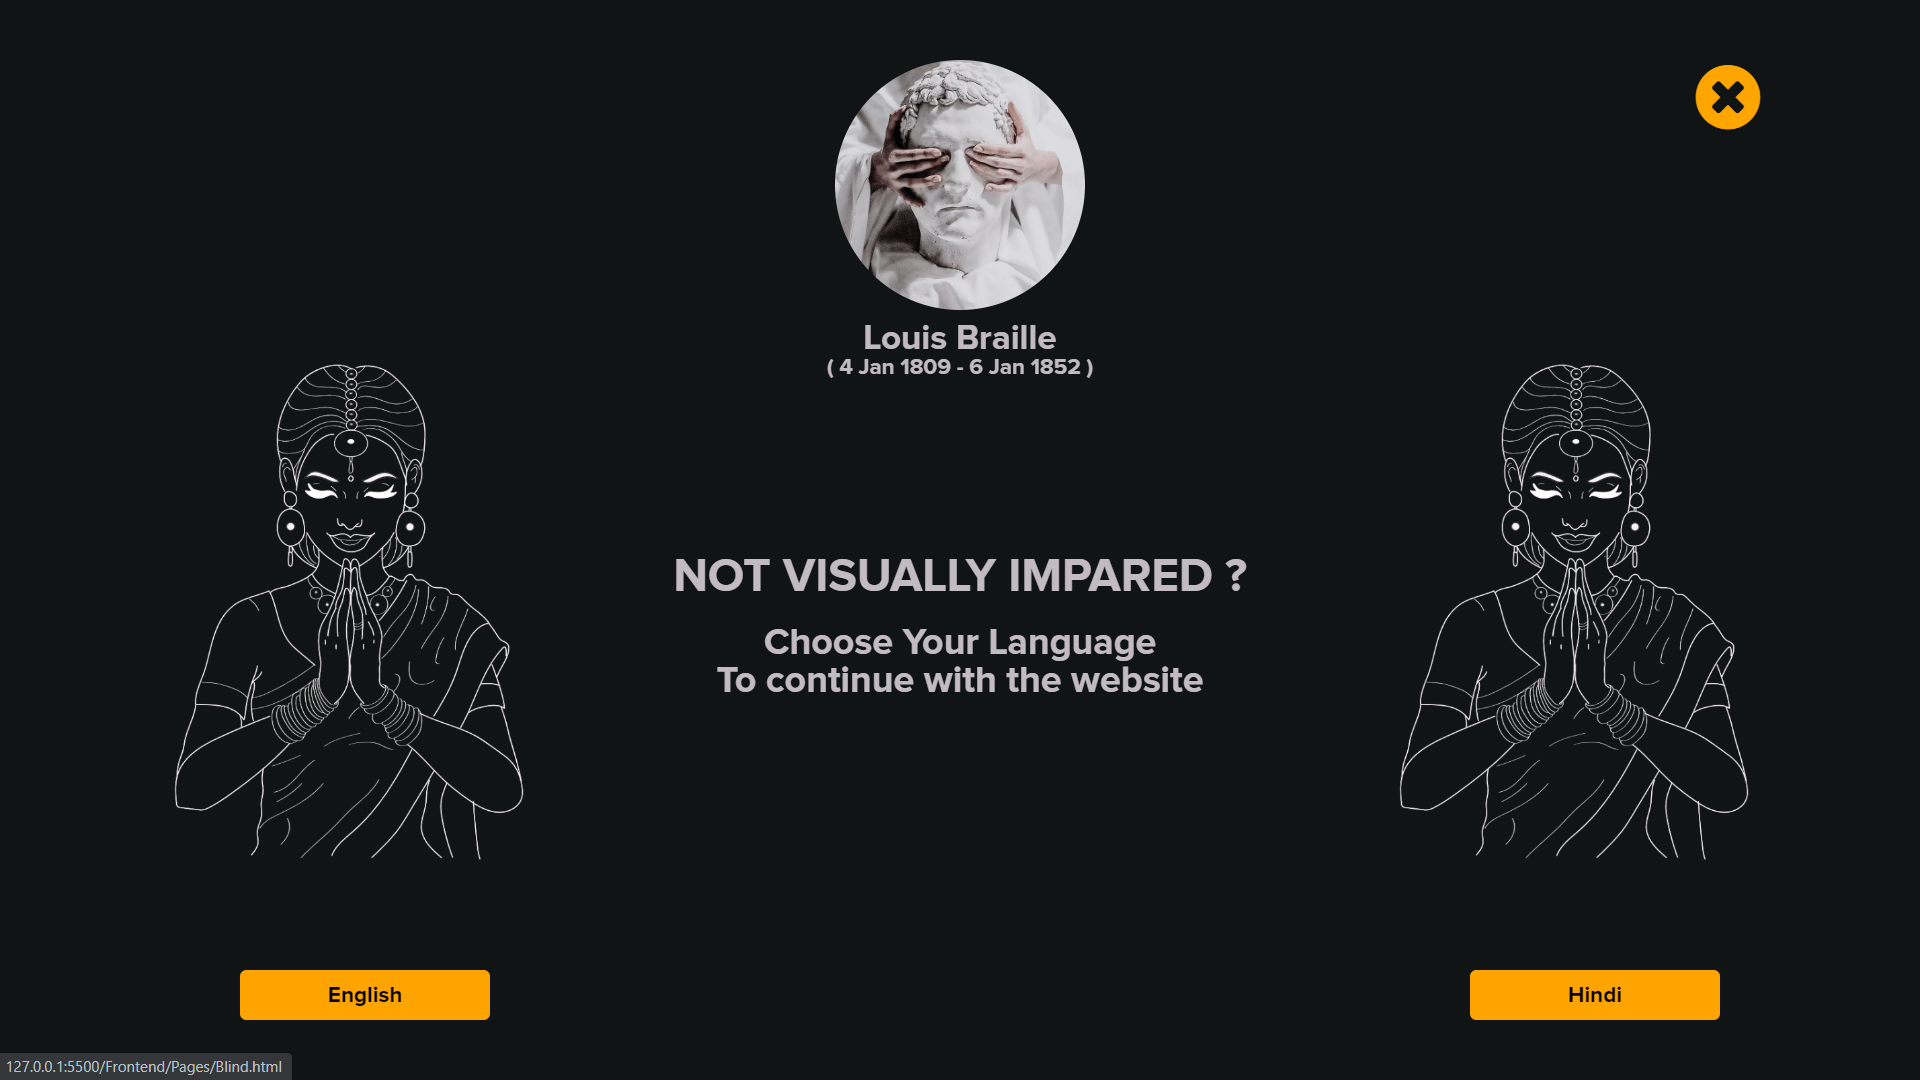 Louis Braille
( 4 Jan 1809 - 6 Jan 1852 )
NOT VISUALLY IMPARED ?
Choose Your Language
To continue with the website
English
Hindi
127.0.0.1:5500/Frontend/Pages/Blind.html